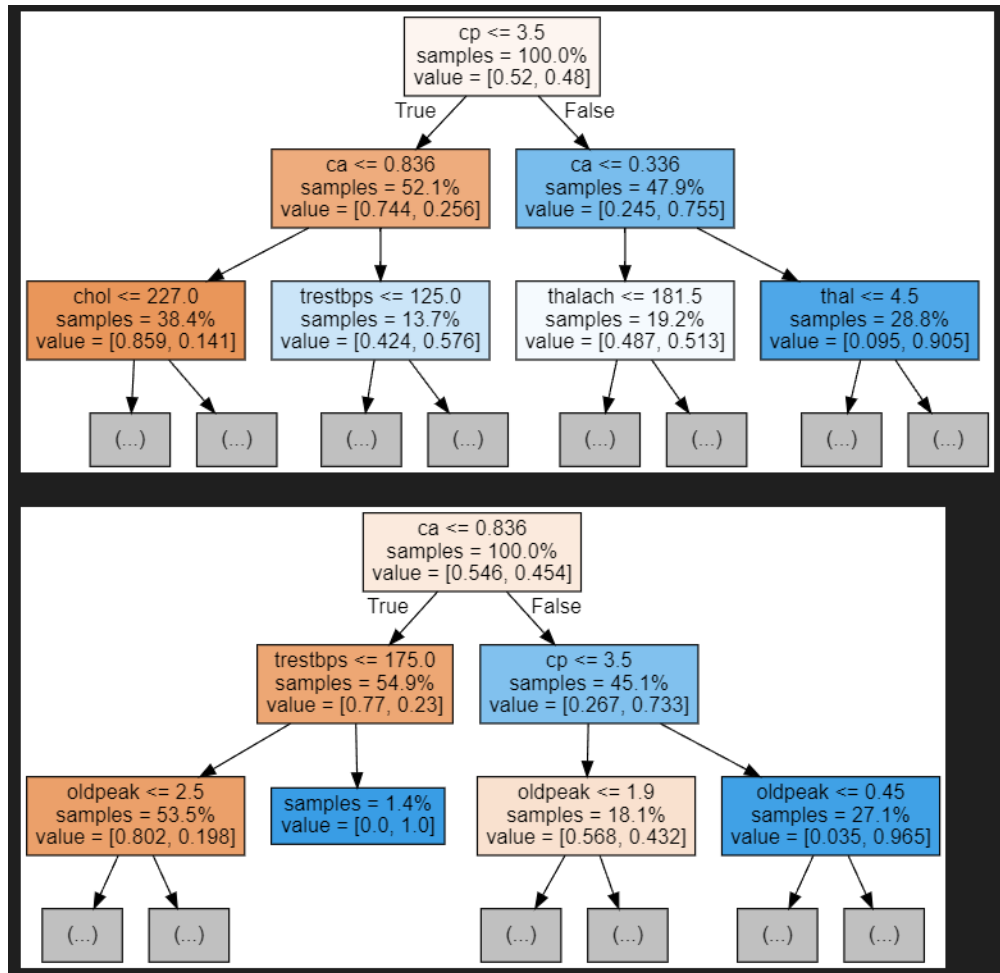 cp <= 3.5
samples = 100.0%
value = [0.52, 0.48]
True
False
ca <= 0.836
samples = 52.1%
value = [0.744, 0.256]
ca <= 0.336
samples = 47.9%
value = [0.245, 0.755]
chol <= 227.0
samples = 38.4%
value = [0.859, 0.141]
trestbps <= 125.0
samples = 13.7%
value = [0.424, 0.576]
thalach <= 181.5
samples = 19.2%
value = [0.487, 0.513]
thal <= 4.5
samples = 28.8%
value = [0.095, 0.905]
(...)
(...)
(...)
(...)
(...)
(...)
(...)
(...)
ca <= 0.836
samples = 100.0%
value = [0.546, 0.454]
True
False
trestbps <= 175.0
samples = 54.9%
value = [0.77, 0.23]
cp <= 3.5
samples = 45.1%
value = [0.267, 0.733]
oldpeak <= 2.5
samples = 53.5%
value = [0.802, 0.198]
samples = 1.4%
value = [0.0, 1.0]
oldpeak <= 1.9
samples = 18.1%
value = [0.568, 0.432]
oldpeak <= 0.45
samples = 27.1%
value = [0.035, 0.965]
(...)
(...)
(...)
(...)
(...)
(...)